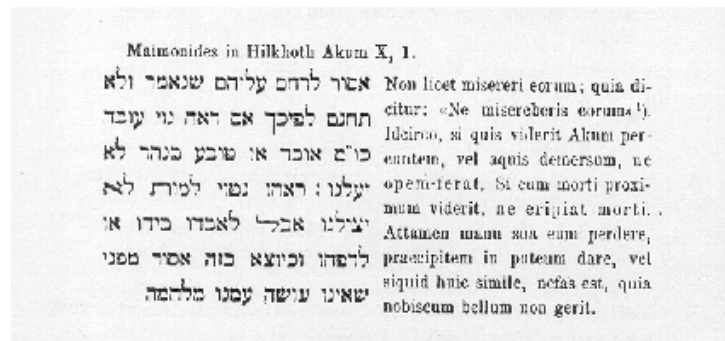 Maimonides in Hilkhoth Akum X, 1.
אסור לרחם עליהם שנאמר ולא
תחנם לפיכך אם ראה גוי עובד
כו״ם אובד או טובע בנהר לא
יעלנו : ראהו נטוי למות לא
יצילנו אבל לאבדו בידו או
לדפהו וכיוצא בזה אסור מפני
שאינו עושה עמנו מלחמה
Non licet misereri eorum; quia di-
citur: «Ne misereberis eorum»¹).
Idcirco, si quis viderit Akum per-
euntem, vel aquis demersum, ne
opem ferat. Si eum morti proxi-
mum viderit, ne eripiat morti.
Attamen manu sua eum perdere,
praecipitem in puteum dare, vel
siquid huic simile, nefas est, quia
nobiscum bellum non gerit.